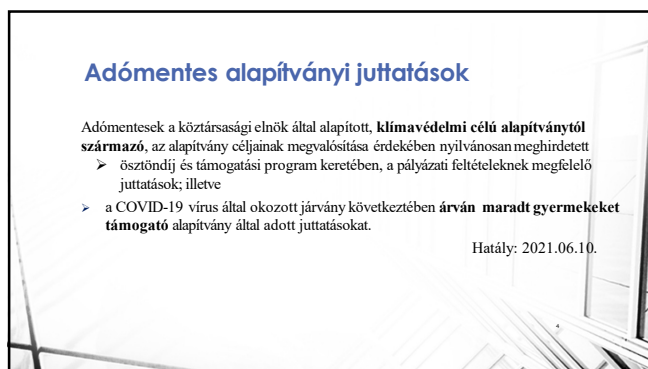 Adómentes alapítványi juttatások
Adómentesek a köztársasági elnök által alapított, klímavédelmi célú alapítványtól
származó, az alapítvány céljainak megvalósítása érdekében nyilvánosan meghirdetett
➤ ösztöndíj és támogatási program keretében, a pályázati feltételeknek megfelelő
juttatások; illetve
➤ a COVID-19 vírus által okozott járvány következtében árván maradt gyermekeket
támogató alapítvány által adott juttatásokat.
Hatály: 2021.06.10.
4